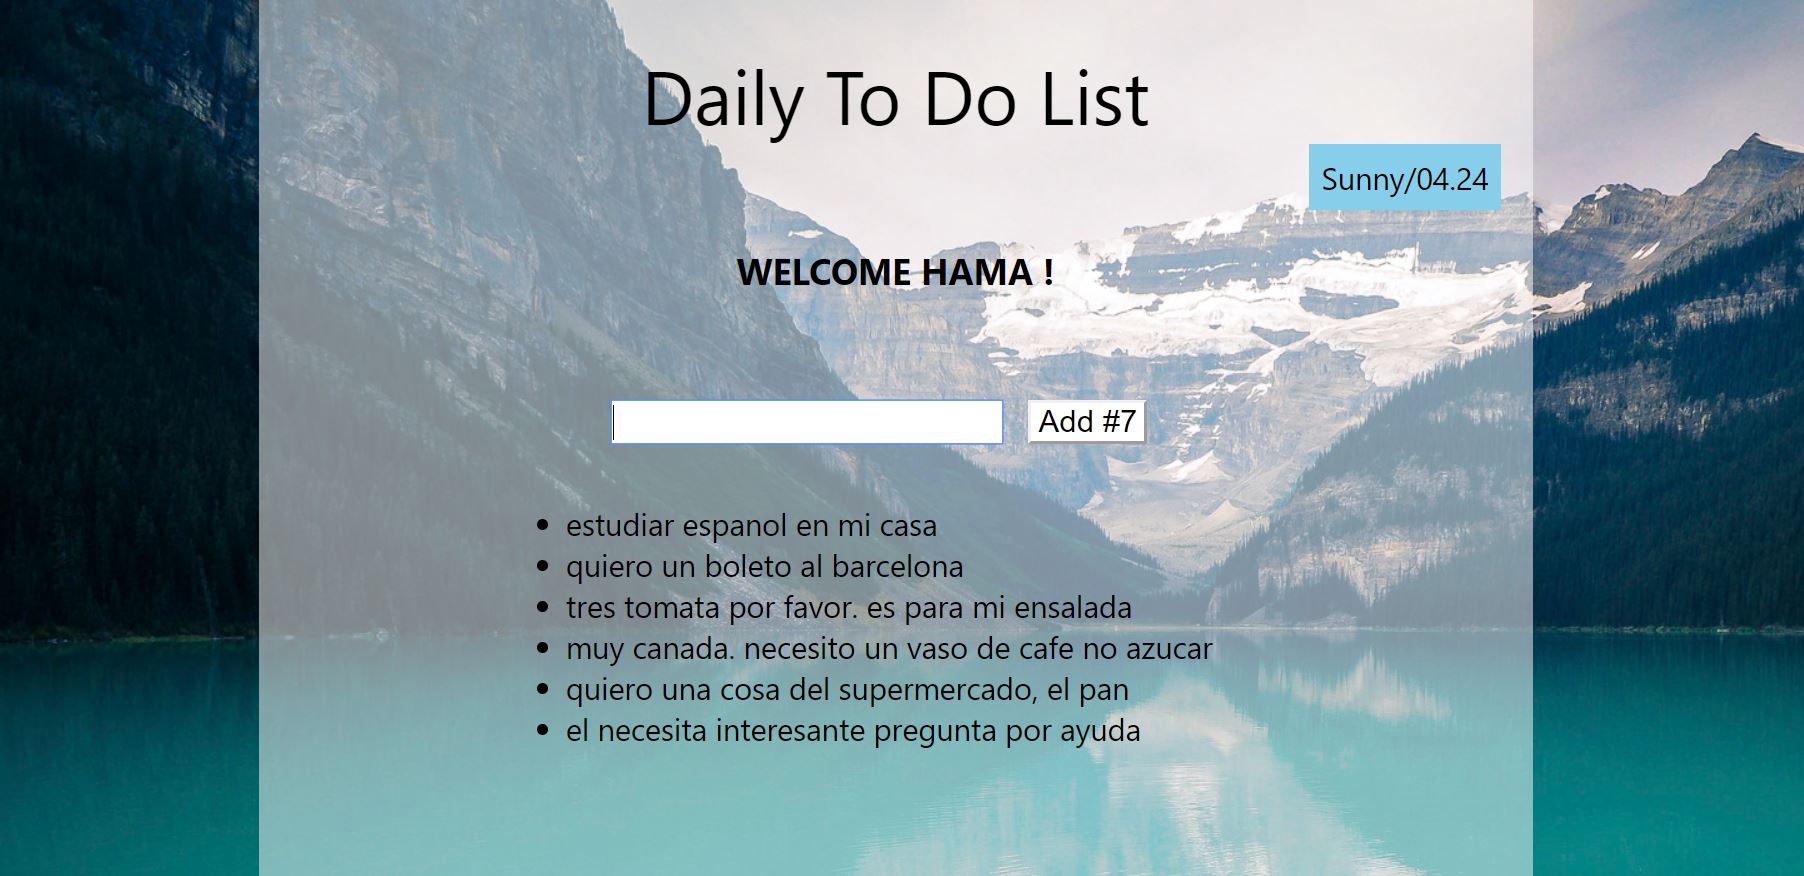 Daily To Do List
Sunny/04.24
WELCOME HAMA !
Add #7
estudiar espanol en mi casa
quiero un boleto al barcelona
tres tomata por favor. es para mi ensalada
muy canada. necesito un vaso de cafe no azucar
quiero una cosa del supermercado, el pan
el necesita interesante pregunta por ayuda